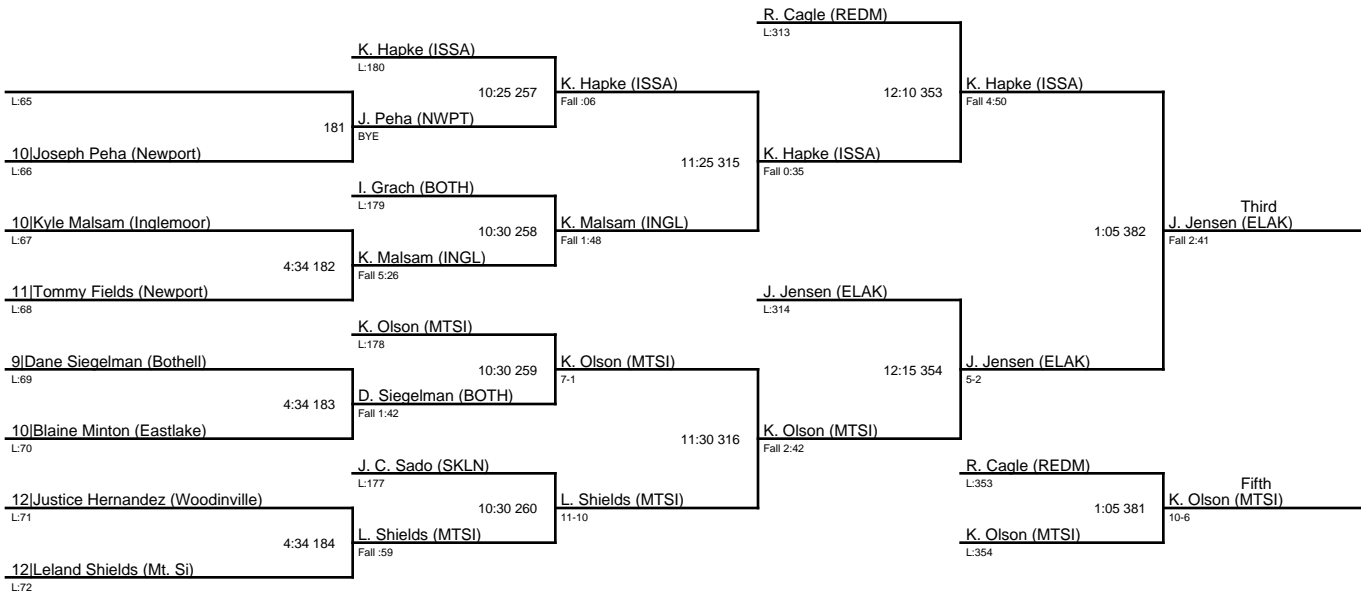 R. Cagle (REDM)
L:313
K. Hapke (ISSA)
L:180
L:65
10:25 257
K. Hapke (ISSA)
Fall :06
12:10 353
K. Hapke (ISSA)
Fall 4:50
181
J. Peha (NWPT)
BYE
10|Joseph Peha (Newport)
L:66
11:25 315
K. Hapke (ISSA)
Fall 0:35
I. Grach (BOTH)
L:179
10|Kyle Malsam (Inglemoor)
L:67
10:30 258
K. Malsam (INGL)
Fall 1:48
1:05 382
Third
J. Jensen (ELAK)
Fall 2:41
4:34 182
K. Malsam (INGL)
Fall 5:26
11|Tommy Fields (Newport)
L:68
J. Jensen (ELAK)
L:314
K. Olson (MTSI)
L:178
9|Dane Siegelman (Bothell)
L:69
10:30 259
K. Olson (MTSI)
7-1
12:15 354
J. Jensen (ELAK)
5-2
4:34 183
D. Siegelman (BOTH)
Fall 1:42
10|Blaine Minton (Eastlake)
L:70
11:30 316
K. Olson (MTSI)
Fall 2:42
J. C. Sado (SKLN)
L:177
R. Cagle (REDM)
L:353
12|Justice Hernandez (Woodinville)
L:71
10:30 260
L. Shields (MTSI)
11-10
1:05 381
Fifth
K. Olson (MTSI)
10-6
4:34 184
L. Shields (MTSI)
Fall :59
K. Olson (MTSI)
L:354
12|Leland Shields (Mt. Si)
L:72